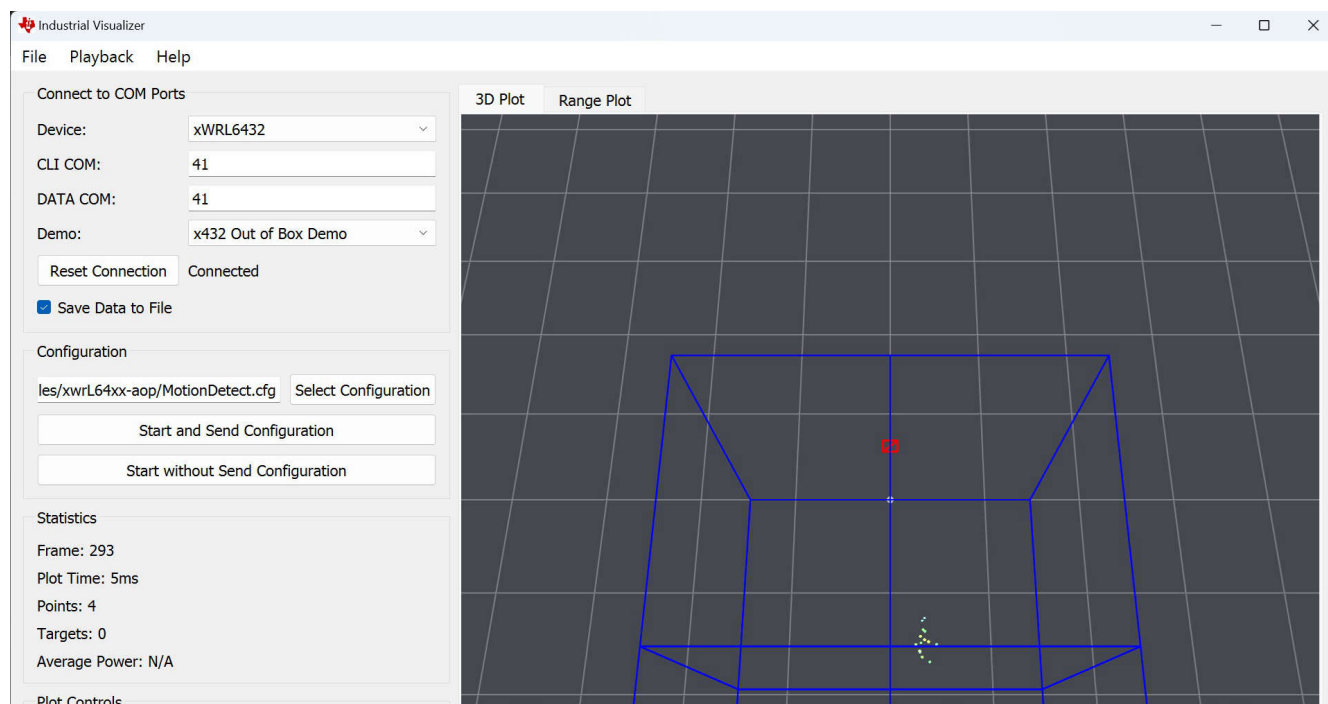 Industrial Visualizer
File Playback Help
Connect to COM Ports
Device: xWRL6432
CLI COM: 41
DATA COM: 41
Demo: x432 Out of Box Demo
Reset Connection Connected
Save Data to File
Configuration
les/xwrL64xx-aop/MotionDetect.cfg Select Configuration
Start and Send Configuration
Start without Send Configuration
Statistics
Frame: 293
Plot Time: 5ms
Points: 4
Targets: 0
Average Power: N/A
Plot Controls
3D Plot Range Plot